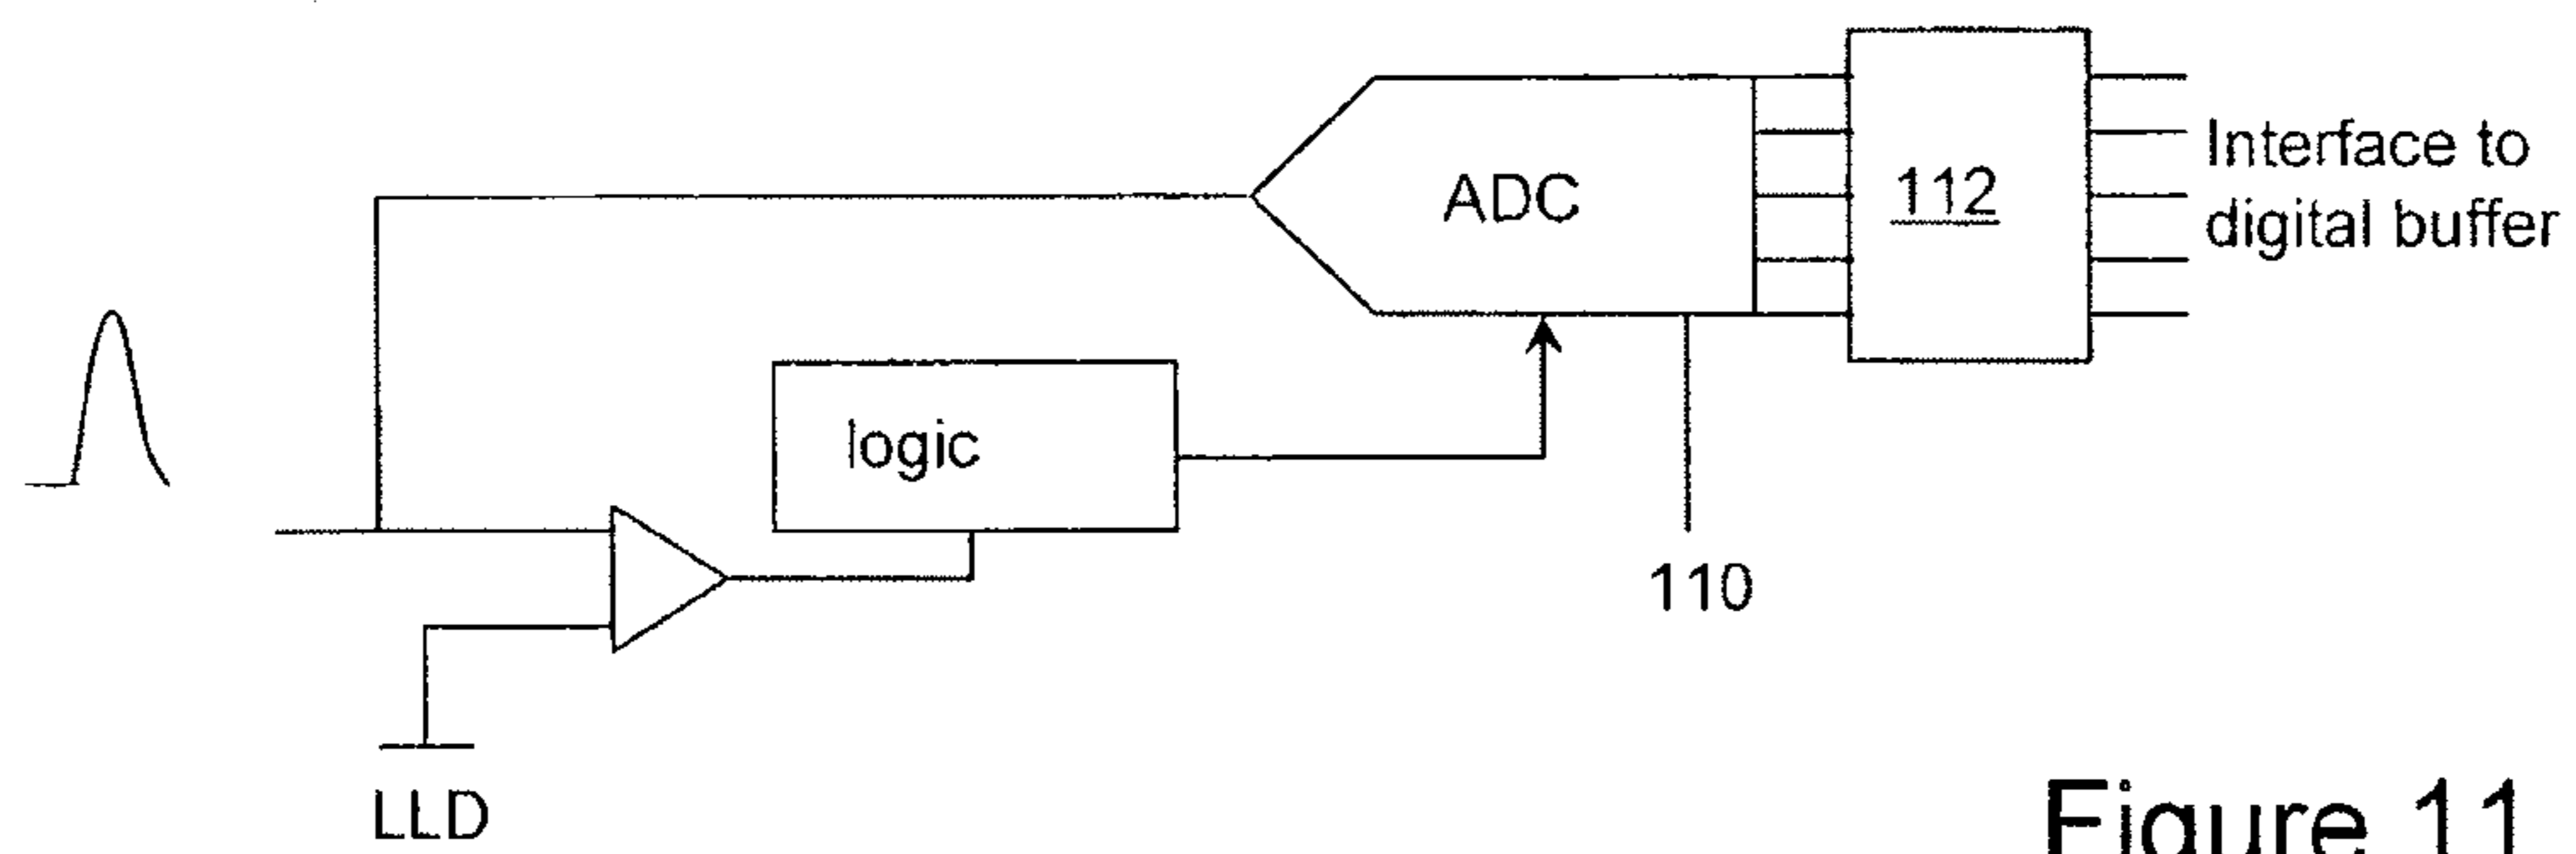 ADC
112
Interface to
digital buffer
logic
110
LLD
Figure 11